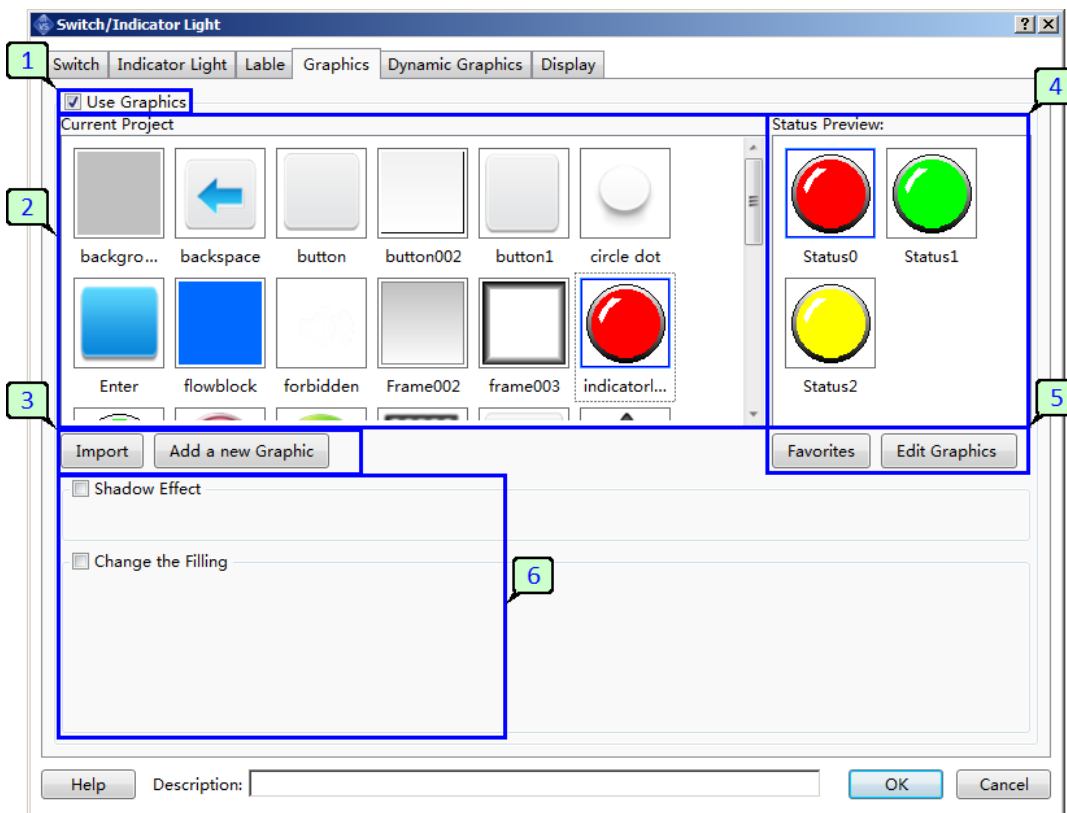 Switch/Indicator Light
1
Switch Indicator Light Lable Graphics Dynamic Graphics Display
4
Use Graphics
Current Project
Status Preview:
2
backgro... backspace button button002 button1 circle dot
Status0 Status1
Enter flowblock forbidden Frame002 frame003 indicatorl...
Status2
3
5
Import Add a new Graphic
Favorites Edit Graphics
Shadow Effect
Change the Filling
6
Help Description: OK Cancel